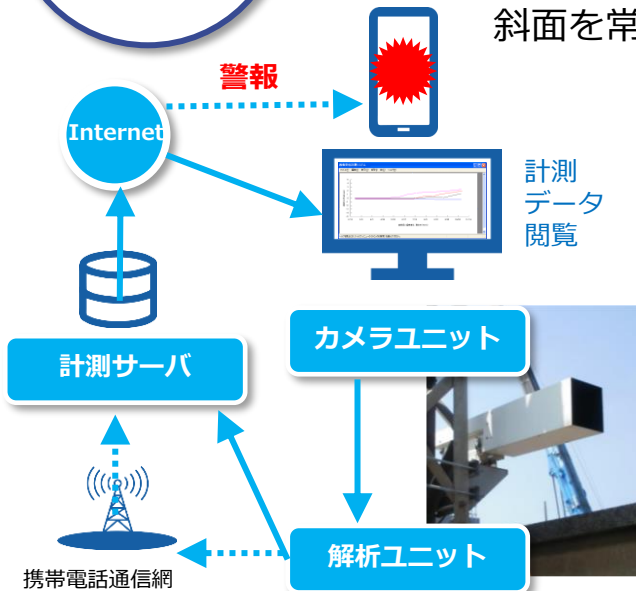 斜面を常
警報
Internet
計測
データ
閲覧
カメラユニット
計測サーバ
解析ユニット
携帯電話通信網